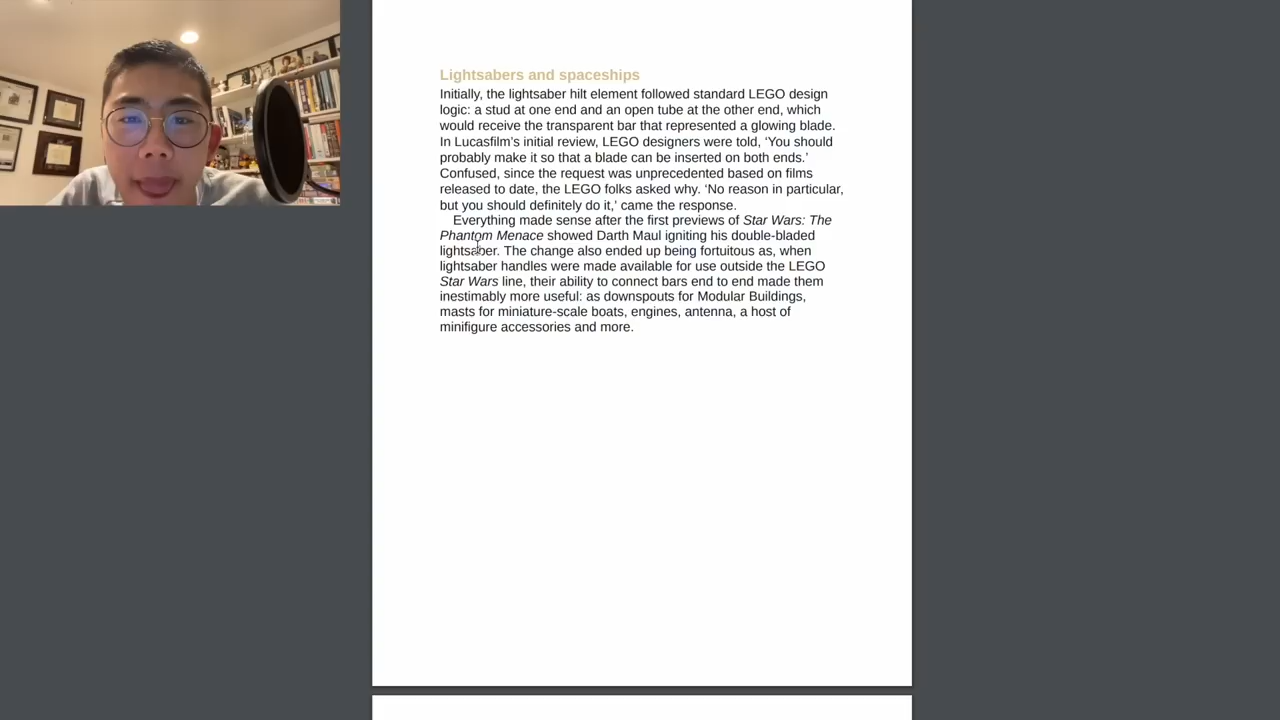 Lightsabers and spaceships
Initially, the lightsaber hilt element followed standard LEGO design
logic: a stud at one end and an open tube at the other end, which
would receive the transparent bar that represented a glowing blade.
In Lucasfilm's initial review, LEGO designers were told, ‘You should
probably make it so that a blade can be inserted on both ends.’
Confused, since the request was unprecedented based on films
released to date, the LEGO folks asked why. ‘No reason in particular,
but you should definitely do it,’ came the response.
Everything made sense after the first previews of Star Wars: The
Phantom Menace showed Darth Maul igniting his double-bladed
lightsaber. The change also ended up being fortuitous as, when
lightsaber handles were made available for use outside the LEGO
Star Wars line, their ability to connect bars end to end made them
inestimably more useful: as downspouts for Modular Buildings,
masts for miniature-scale boats, engines, antenna, a host of
minifigure accessories and more.